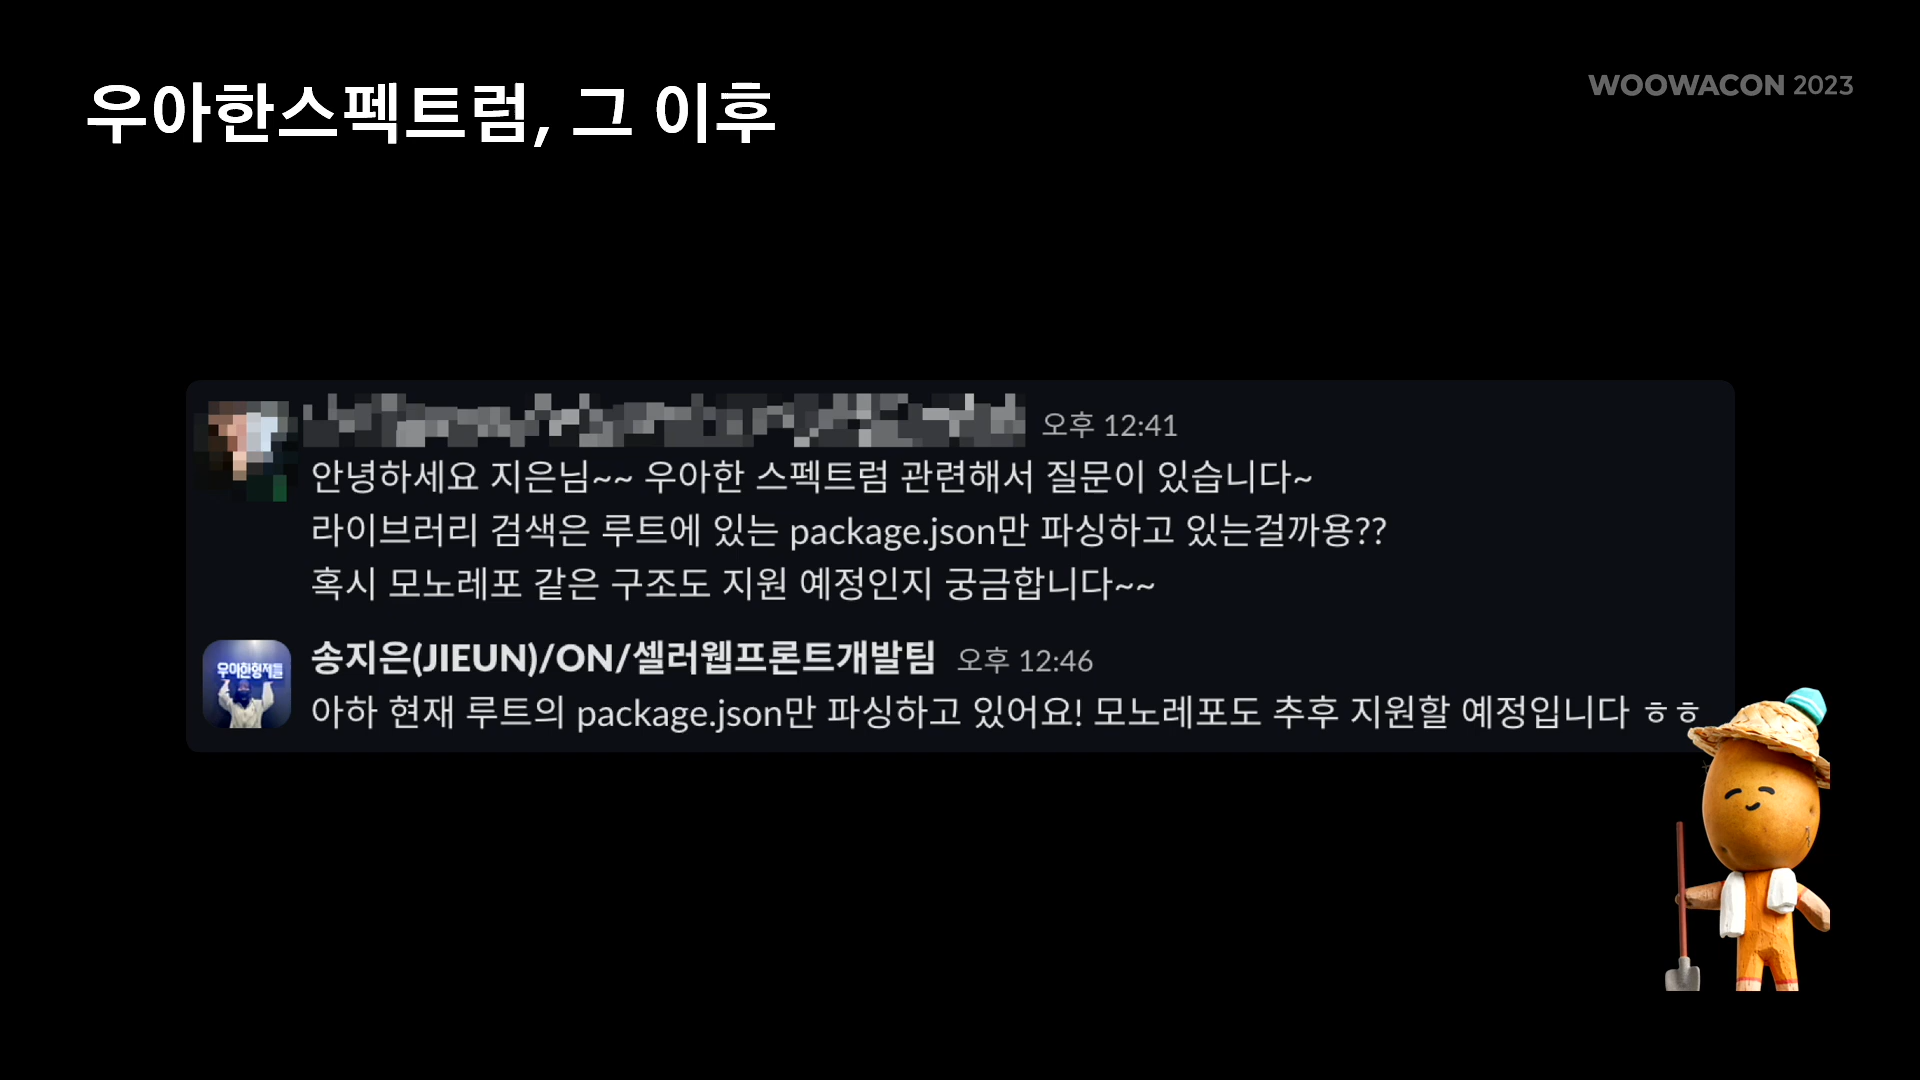 우아한스펙트럼, 그 이후
WOOWACON 2023
오후 12:41
안녕하세요 지은님~~ 우아한 스펙트럼 관련해서 질문이 있습니다~
라이브러리 검색은 루트에 있는 package.json만 파싱하고 있는걸까용??
혹시 모노레포 같은 구조도 지원 예정인지 궁금합니다~~
우아한형제들
송지은(JIEUN)/ON/셀러웹프론트개발팀 오후 12:46
아하 현재 루트의 package.json만 파싱하고 있어요! 모노레포도 추후 지원할 예정입니다 ㅎㅎ